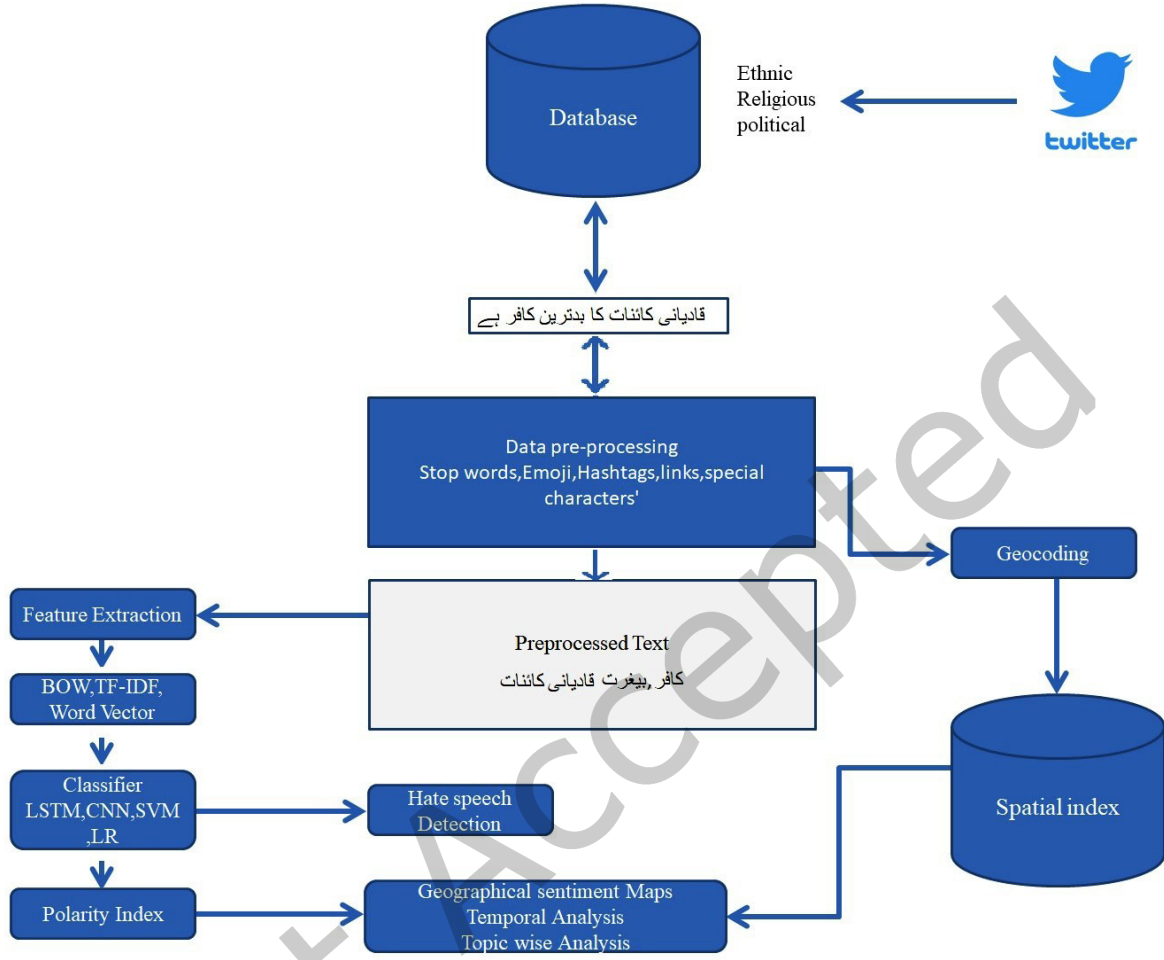 Database
Ethnic
Religious
political
twitter
قادیانی کائنات کا بدترین کافر ہے
Data pre-processing
Stop words,Emoji,Hashtags,links,special
characters'
Geocoding
Feature Extraction
Preprocessed Text
کافر ,بیغرت قادیانی کائنات
BOW,TF-IDF,
Word Vector
Classifier
LSTM,CNN,SVM
,LR
Hate speech
Detection
Spatial index
Polarity Index
Geographical sentiment Maps
Temporal Analysis
Topic wise Analysis
Accepted